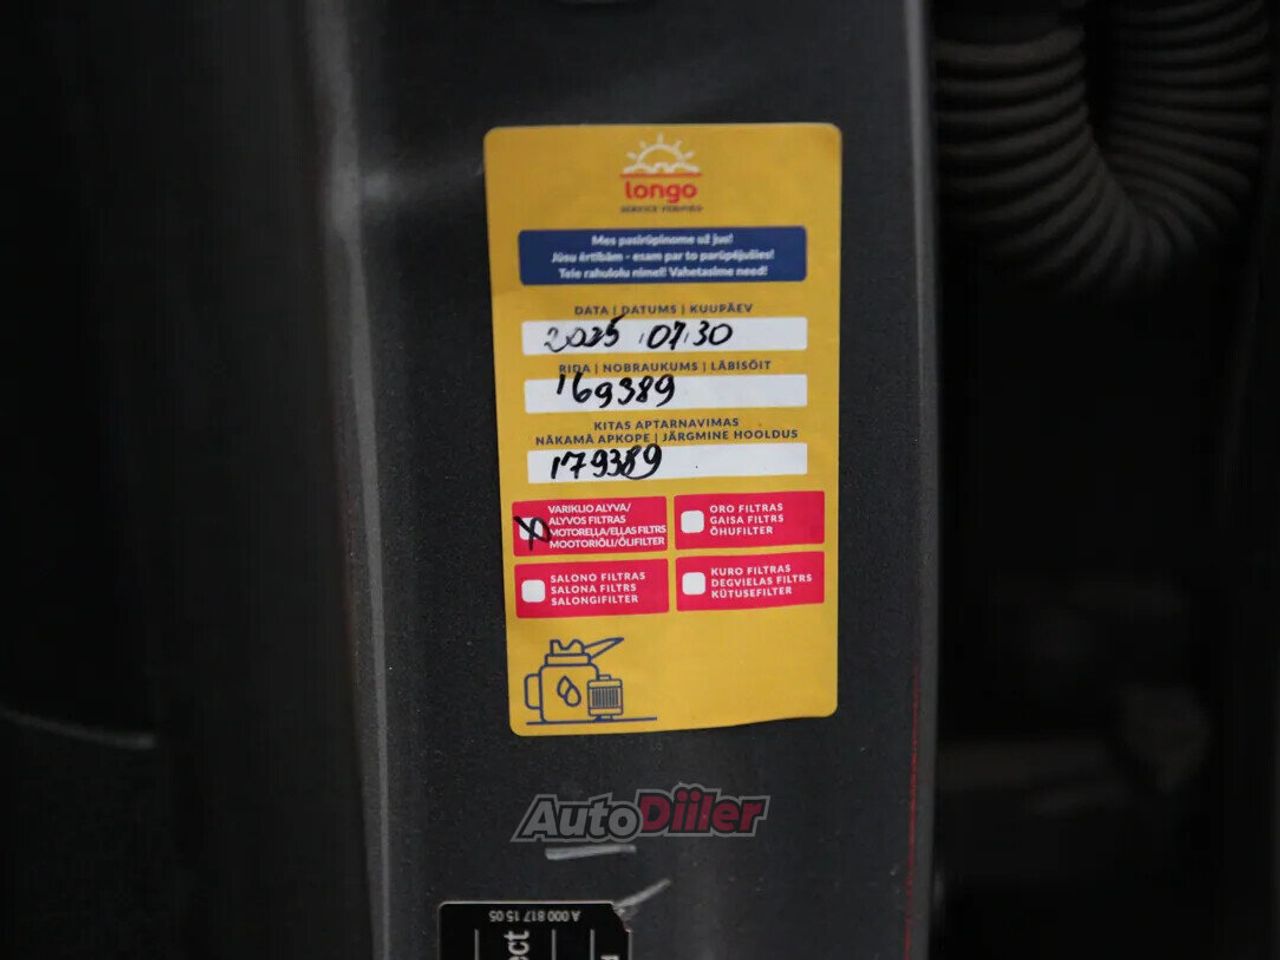 longo
SERVICE VERIFIED
Mes pasirūpinome už jus!
Jūsu ērtībām - esam par to parūpējušies!
Teie rahulolu nimel! Vahetasime need!
DATA | DATUMS | KUUPÄEV
2025.07.30
RIDA | NOBRAUKUMS | LÄBISÕIT
169389
KITAS APTARNAVIMAS
NĀKAMĀ APKOPE | JÄRGMINE HOOLDUS
179389
VARIKLIO ALYVA/
ALYVOS FILTRAS
MOTOREĻĻA/EĻĻAS FILTRS
MOOTORIÕLI/ÕLIFILTER
ORO FILTRAS
GAISA FILTRS
ÕHUFILTER
SALONO FILTRAS
SALONA FILTRS
SALONGIFILTER
KURO FILTRAS
DEGVIELAS FILTRS
KÜTUSEFILTER
AutoDiiler
A 000 817 15 05
ect